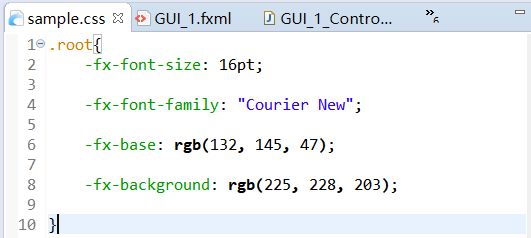 sample.css GUI_1.fxml GUI_1_Contro... »6
1 .root{
2 -fx-font-size: 16pt;
3
4 -fx-font-family: "Courier New";
5
6 -fx-base: rgb(132, 145, 47);
7
8 -fx-background: rgb(225, 228, 203);
9
10 }